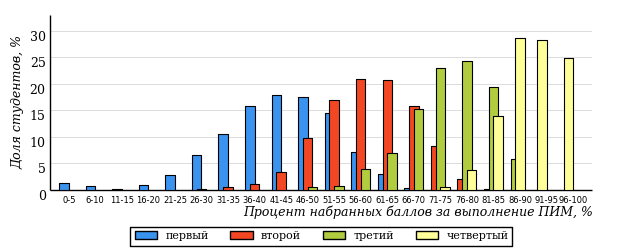 Доля студентов, %
30
25
20
15
10
5
0
0-5 6-10 11-15 16-20 21-25 26-30 31-35 36-40 41-45 46-50 51-55 56-60 61-65 66-70 71-75 76-80 81-85 86-90 91-95 96-100
Процент набранных баллов за выполнение ПИМ, %
первый второй третий четвертый